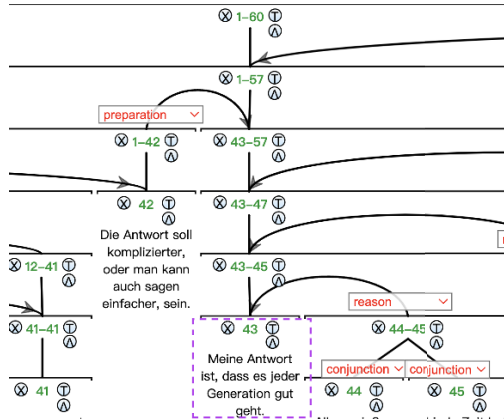 1–60
1–57
preparation
1–42
43–57
42
43–47
Die Antwort soll
komplizierter,
oder man kann
auch sagen
einfacher, sein.
12–41
43–45
reason
41–41
43
44–45
Meine Antwort
ist, dass es jeder
Generation gut
geht.
conjunction
conjunction
41
44
45